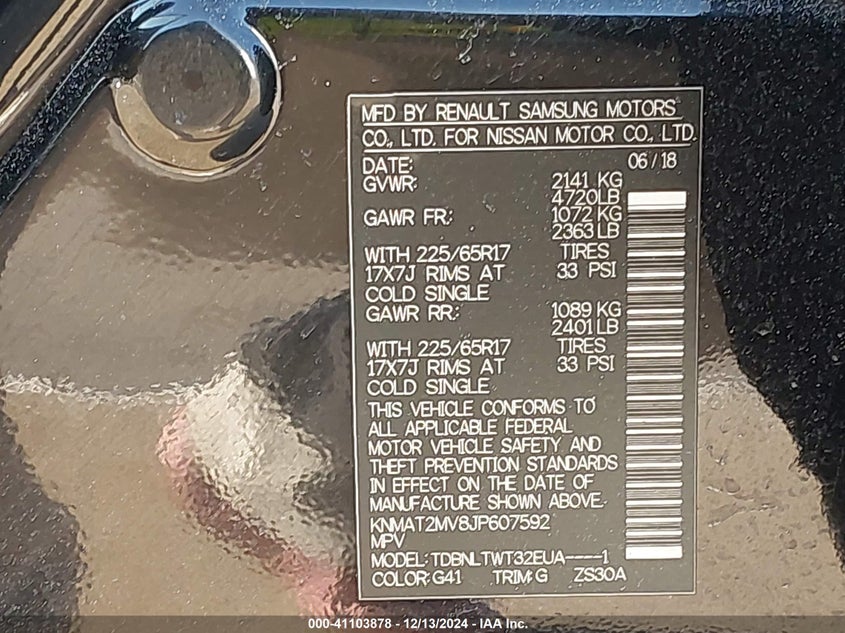 MFD BY RENAULT SAMSUNG MOTORS
CO., LTD. FOR NISSAN MOTOR CO., LTD.
DATE: 06/18
GVWR: 2141 KG
4720LB
GAWR FR: 1072 KG
2363 LB
WITH 225/65R17 TIRES
17X7J RIMS AT 33 PSI
COLD SINGLE
GAWR RR: 1089 KG
2401 LB
WITH 225/65R17 TIRES
17X7J RIMS AT 33 PSI
COLD SINGLE
THIS VEHICLE CONFORMS TO
ALL APPLICABLE FEDERAL
MOTOR VEHICLE SAFETY AND
THEFT PREVENTION STANDARDS
IN EFFECT ON THE DATE OF
MANUFACTURE SHOWN ABOVE.
KNMAT2MV8JP607592
MPV
MODEL: TDBNLTWT32EUA----1
COLOR: G41 TRIM: G ZS30A
000-41103878 - 12/13/2024 - IAA Inc.